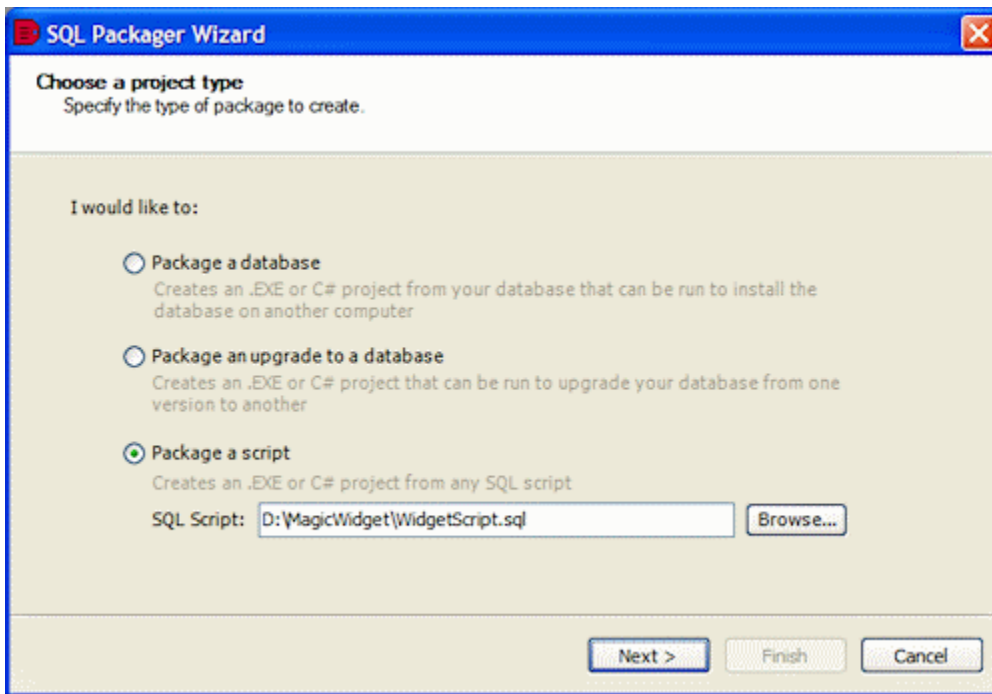 SQL Packager Wizard
Choose a project type
Specify the type of package to create.
I would like to:
Package a database
Creates an .EXE or C# project from your database that can be run to install the
database on another computer
Package an upgrade to a database
Creates an .EXE or C# project that can be run to upgrade your database from one
version to another
Package a script
Creates an .EXE or C# project from any SQL script
SQL Script: D:\MagicWidget\WidgetScript.sql Browse...
Next > Finish Cancel